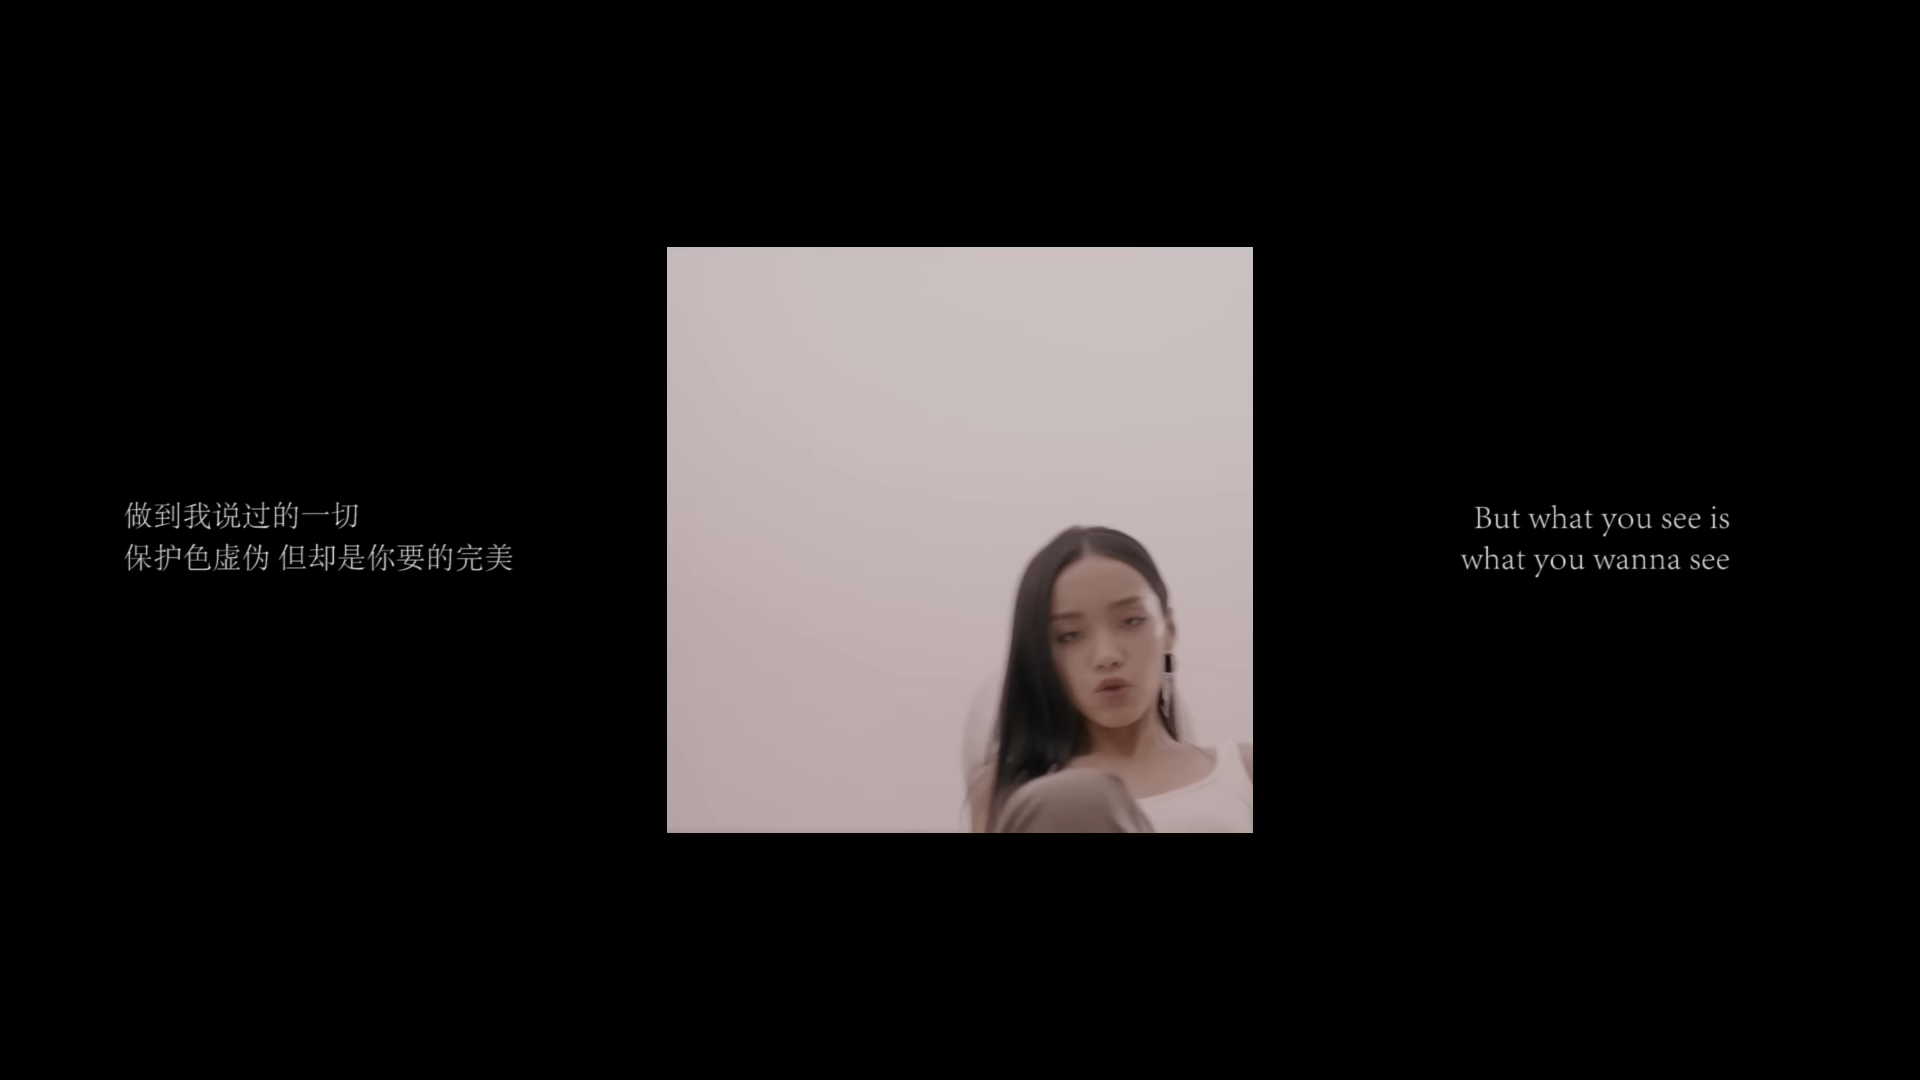 做到我说过的一切
保护色虚伪 但却是你要的完美
But what you see is
what you wanna see